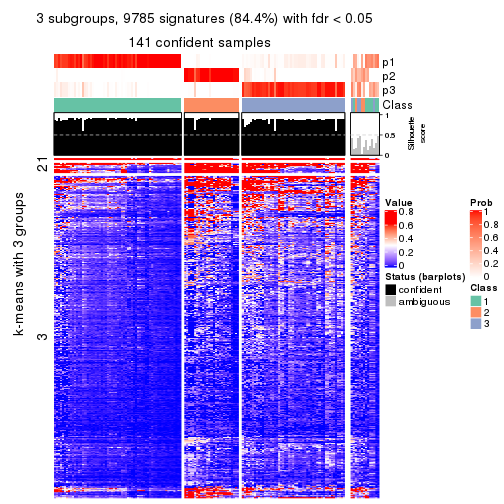 3 subgroups, 9785 signatures (84.4%) with fdr < 0.05
141 confident samples
p1
p2
p3
Class
1
0.5
0
Silhouette
score
k-means with 3 groups
21
3
Value
0.8
0.6
0.4
0.2
0
Status (barplots)
confident
ambiguous
Prob
1
0.8
0.6
0.4
0.2
0
Class
1
2
3